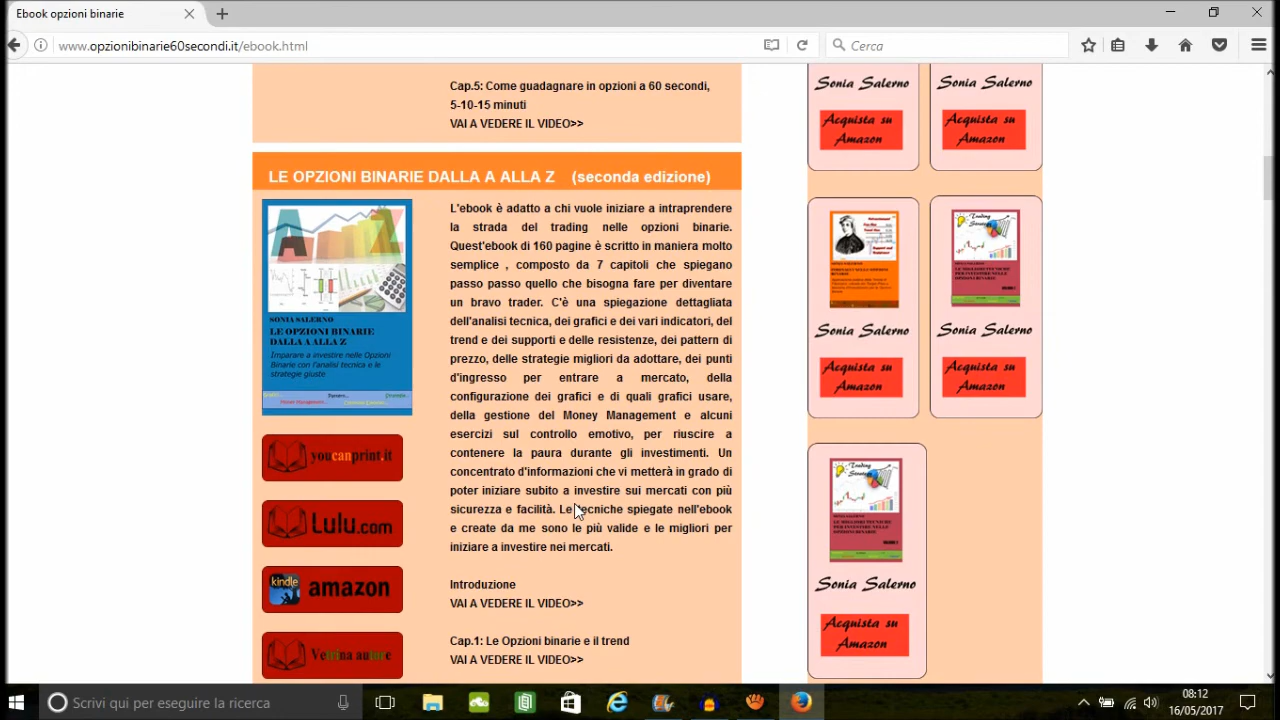 Ebook opzioni binarie
www.opzionibinarie60secondi.it/ebook.html
Cerca
Cap.5: Come guadagnare in opzioni a 60 secondi,
5-10-15 minuti
VAI A VEDERE IL VIDEO>>
LE OPZIONI BINARIE DALLA A ALLA Z (seconda edizione)
SONIA SALERNO
LE OPZIONI BINARIE
DALLA A ALLA Z
Imparare a investire nelle Opzioni
Binarie con l'analisi tecnica e le
strategie giuste
youcanprint.it
Lulu.com
kindle amazon
L'ebook è adatto a chi vuole iniziare a intraprendere
la strada del trading nelle opzioni binarie.
Quest'ebook di 160 pagine è scritto in maniera molto
semplice , composto da 7 capitoli che spiegano
passo passo quello che bisogna fare per diventare
un bravo trader. C'è una spiegazione dettagliata
dell'analisi tecnica, dei grafici e dei vari indicatori, del
trend e dei supporti e delle resistenze, dei pattern di
prezzo, delle strategie migliori da adottare, dei punti
d'ingresso per entrare a mercato, della
configurazione dei grafici e di quali grafici usare,
della gestione del Money Management e alcuni
esercizi sul controllo emotivo, per riuscire a
contenere la paura durante gli investimenti. Un
concentrato d'informazioni che vi metterà in grado di
poter iniziare subito a investire sui mercati con più
sicurezza e facilità. Le tecniche spiegate nell'ebook
e create da me sono le più valide e le migliori per
iniziare a investire nei mercati.
Introduzione
VAI A VEDERE IL VIDEO>>
Cap.1: Le Opzioni binarie e il trend
VAI A VEDERE IL VIDEO>>
Sonia Salerno
Acquista su
Amazon
Sonia Salerno
Acquista su
Amazon
Sonia Salerno
Acquista su
Amazon
Trading
Strategy
Sonia Salerno
Acquista su
Amazon
Trading
Strategy
Sonia Salerno
Acquista su
Amazon
Scrivi qui per eseguire la ricerca
08:12
16/05/2017